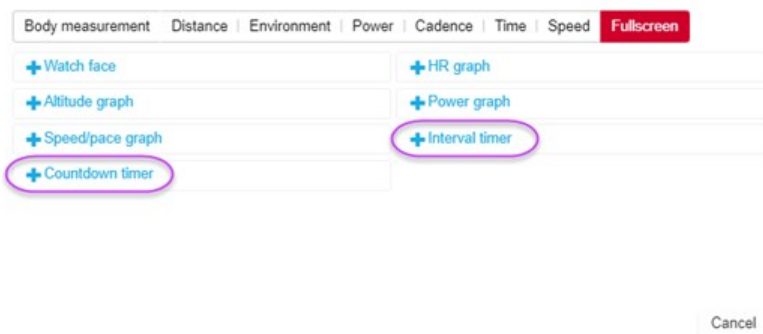 Body measurement Distance Environment Power Cadence Time Speed Fullscreen
Watch face HR graph
Altitude graph Power graph
Speed/pace graph Interval timer
Countdown timer
Cancel